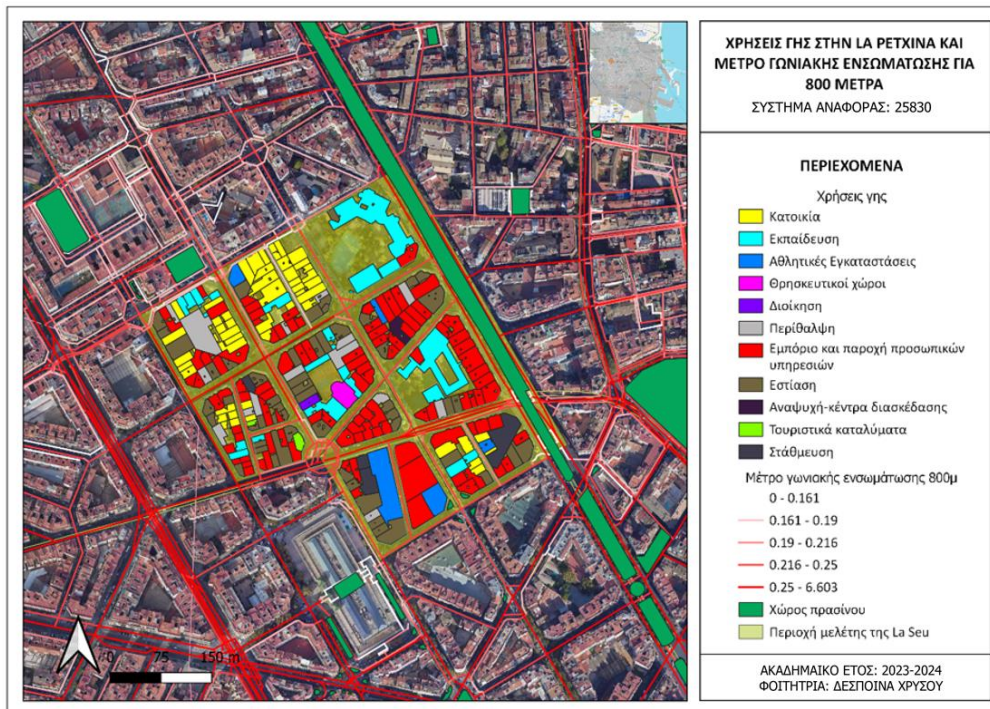 ΧΡΗΣΕΙΣ ΓΗΣ ΣΤΗΝ LA PETXINA ΚΑΙ
ΜΕΤΡΟ ΓΩΝΙΑΚΗΣ ΕΝΣΩΜΑΤΩΣΗΣ ΓΙΑ
800 ΜΕΤΡΑ
ΣΥΣΤΗΜΑ ΑΝΑΦΟΡΑΣ: 25830
ΠΕΡΙΕΧΟΜΕΝΑ
Χρήσεις γης
Κατοικία
Εκπαίδευση
Αθλητικές Εγκαταστάσεις
Θρησκευτικοί χώροι
Διοίκηση
Περίθαλψη
Εμπόριο και παροχή προσωπικών
υπηρεσιών
Εστίαση
Αναψυχή-κέντρα διασκέδασης
Τουριστικά καταλύματα
Στάθμευση
Μέτρο γωνιακής ενσωμάτωσης 800μ
0 - 0.161
0.161 - 0.19
0.19 - 0.216
0.216 - 0.25
0.25 - 6.603
Χώρος πρασίνου
Περιοχή μελέτης της La Seu
ΑΚΑΔΗΜΑΙΚΟ ΕΤΟΣ: 2023-2024
ΦΟΙΤΗΤΡΙΑ: ΔΕΣΠΟΙΝΑ ΧΡΥΣΟΥ
0 75 150 m